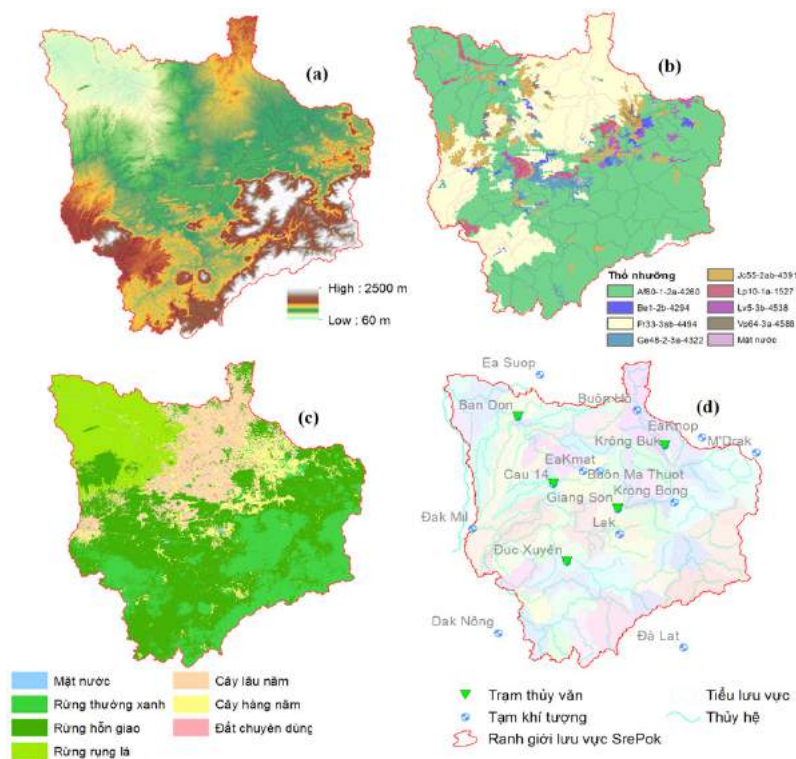 (a)
High : 2500 m
Low : 60 m
(b)
Thổ nhưỡng
Af60-1-2a-4260
Be1-2b-4294
Fr33-3ab-4494
Ge48-2-3a-4322
Jc55-2ab-4391
Lp10-1a-1527
Lv5-3b-4538
Vp64-3a-4588
Mặt nước
(c)
Mặt nước
Rừng thường xanh
Rừng hỗn giao
Rừng rụng lá
Cây lâu năm
Cây hàng năm
Đất chuyên dùng
(d)
Ea Suop
Ban Don
Buôn Hồ
EaKnop
Krông Buk
M'Drak
EaKmat
Cau 14
Buôn Ma Thuot
Giang Son
Krông Bong
Đak Mil
Lak
Đức Xuyên
Dak Nông
Đà Lat
Trạm thủy văn
Tạm khí tượng
Ranh giới lưu vực SrePok
Tiểu lưu vực
Thủy hệ